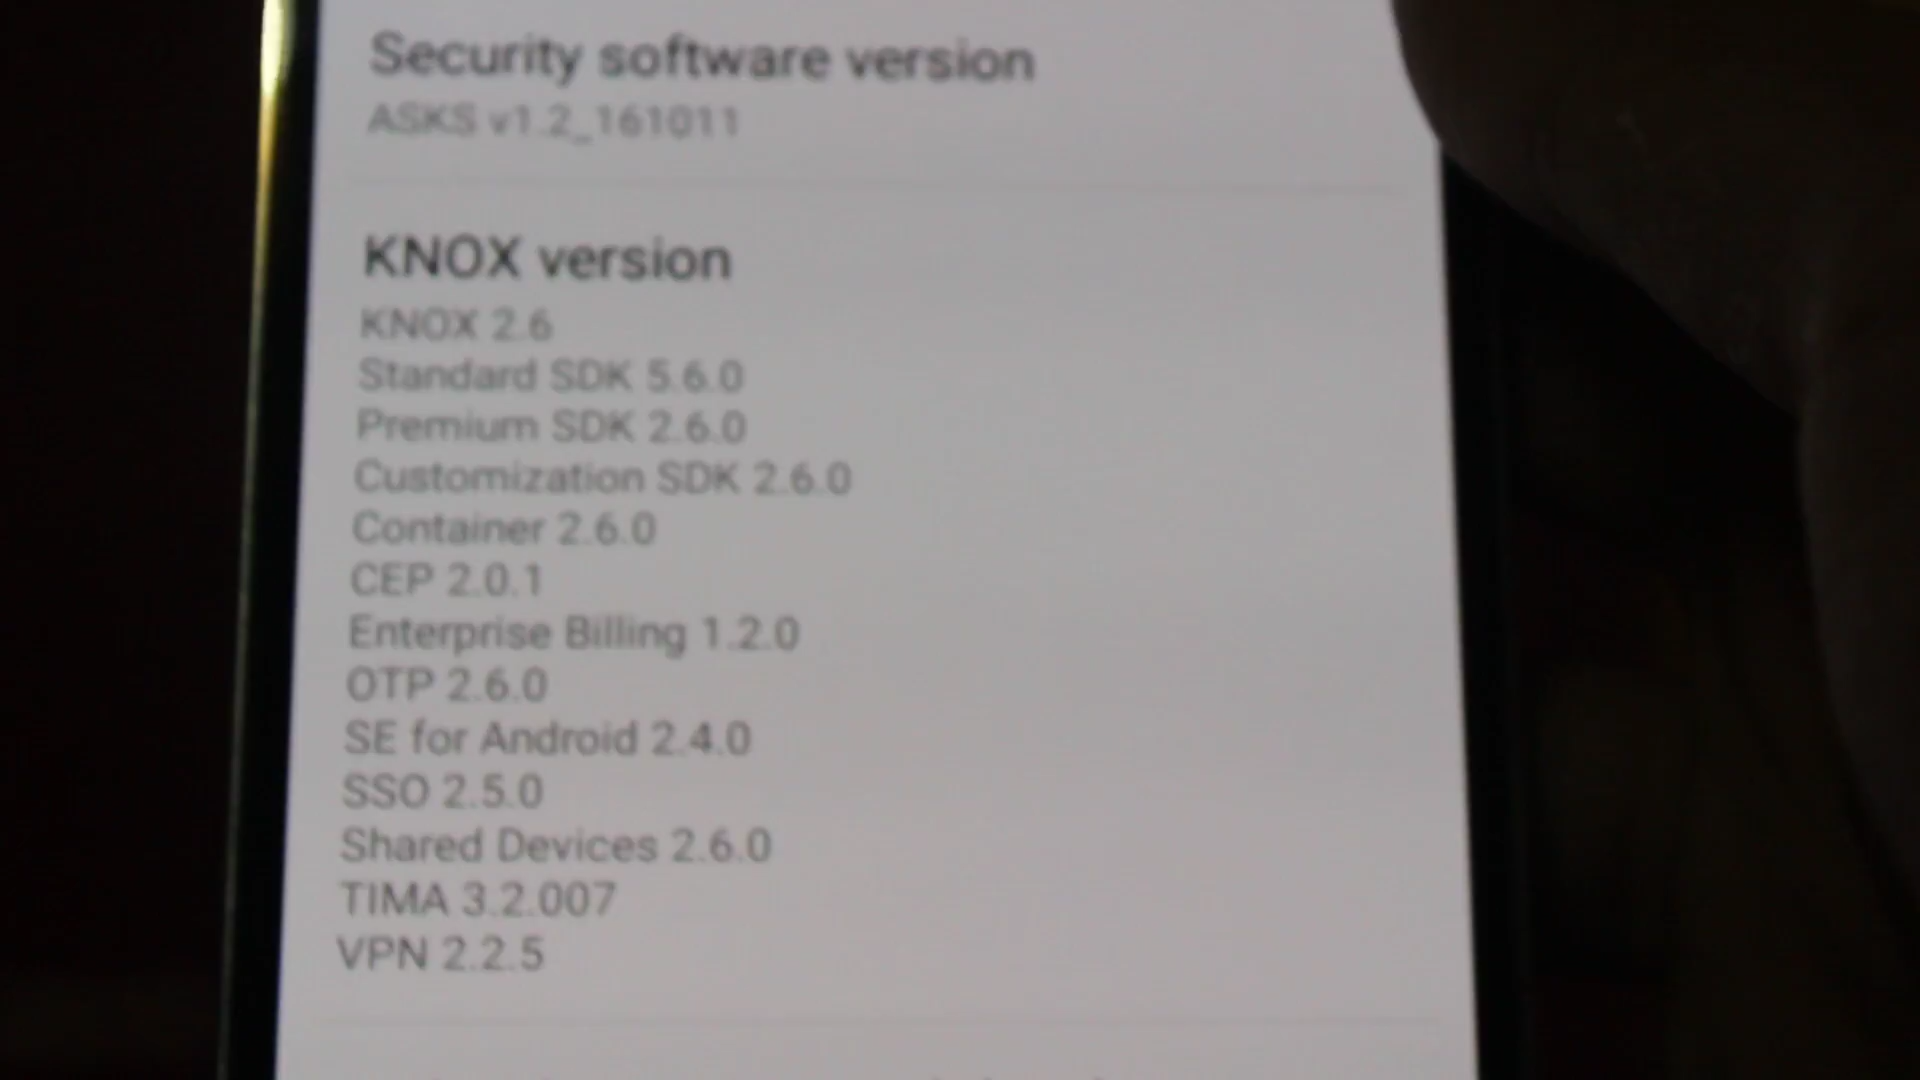 Security software version
ASKS v1.2_161011
KNOX version
KNOX 2.6
Standard SDK 5.6.0
Premium SDK 2.6.0
Customization SDK 2.6.0
Container 2.6.0
CEP 2.0.1
Enterprise Billing 1.2.0
OTP 2.6.0
SE for Android 2.4.0
SSO 2.5.0
Shared Devices 2.6.0
TIMA 3.2.007
VPN 2.2.5